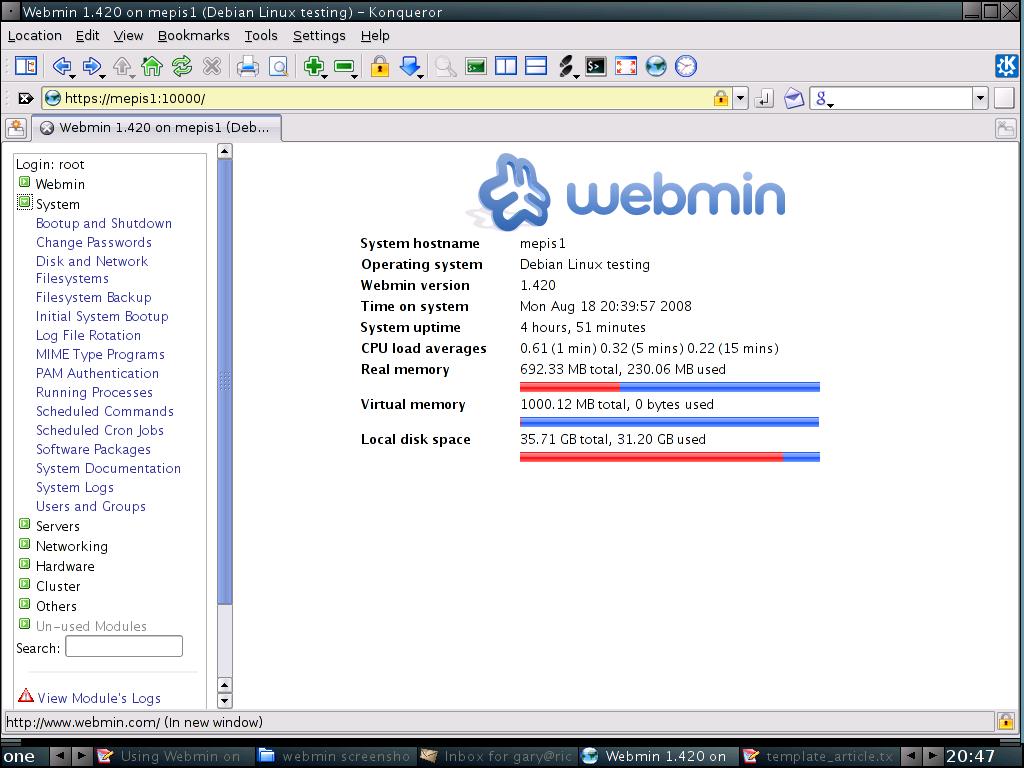 Webmin 1.420 on mepis1 (Debian Linux testing) - Konqueror
Location Edit View Bookmarks Tools Settings Help
https://mepis1:10000/
Webmin 1.420 on mepis1 (Deb...
Login: root
Webmin
System
Bootup and Shutdown
Change Passwords
Disk and Network
Filesystems
Filesystem Backup
Initial System Bootup
Log File Rotation
MIME Type Programs
PAM Authentication
Running Processes
Scheduled Commands
Scheduled Cron Jobs
Software Packages
System Documentation
System Logs
Users and Groups
Servers
Networking
Hardware
Cluster
Others
Un-used Modules
Search:
View Module's Logs
webmin
System hostname mepis1
Operating system Debian Linux testing
Webmin version 1.420
Time on system Mon Aug 18 20:39:57 2008
System uptime 4 hours, 51 minutes
CPU load averages 0.61 (1 min) 0.32 (5 mins) 0.22 (15 mins)
Real memory 692.33 MB total, 230.06 MB used
Virtual memory 1000.12 MB total, 0 bytes used
Local disk space 35.71 GB total, 31.20 GB used
http://www.webmin.com/ (In new window)
one Using Webmin on webmin screensho Inbox for gary@ric Webmin 1.420 on template_article.tx 20:47